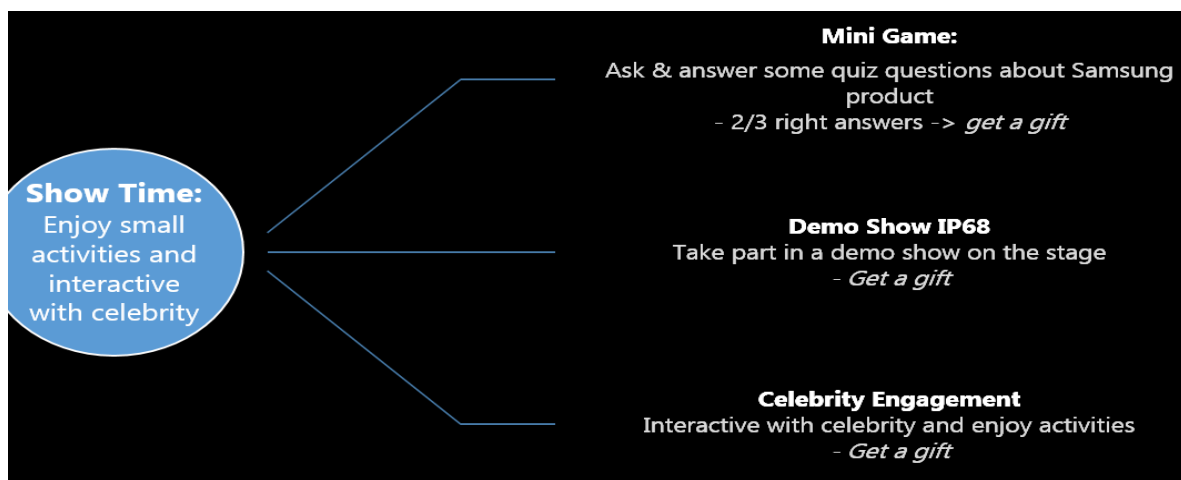 Show Time:
Enjoy small
activities and
interactive
with celebrity
Mini Game:
Ask & answer some quiz questions about Samsung
product
- 2/3 right answers -> get a gift
Demo Show IP68
Take part in a demo show on the stage
- Get a gift
Celebrity Engagement
Interactive with celebrity and enjoy activities
- Get a gift